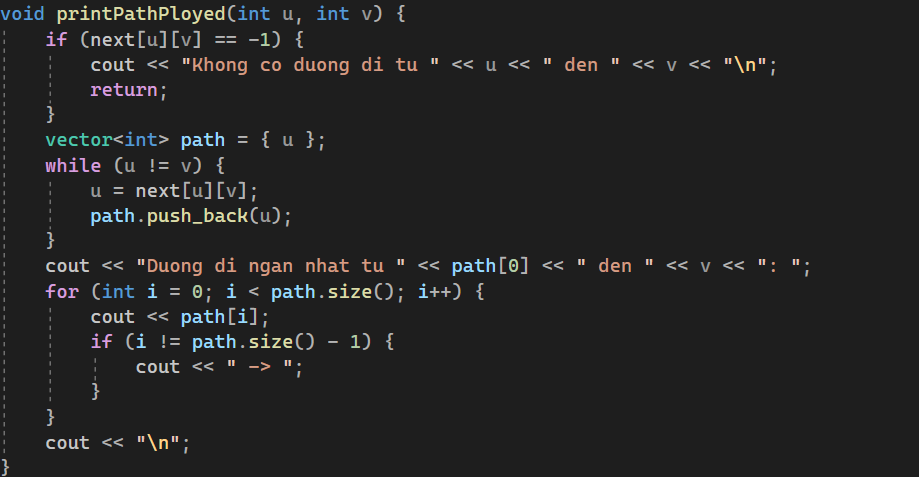 void printPathPloyed(int u, int v) {
    if (next[u][v] == -1) {
        cout << "Khong co duong di tu " << u << " den " << v << "\n";
        return;
    }
    vector<int> path = { u };
    while (u != v) {
        u = next[u][v];
        path.push_back(u);
    }
    cout << "Duong di ngan nhat tu " << path[0] << " den " << v << ": ";
    for (int i = 0; i < path.size(); i++) {
        cout << path[i];
        if (i != path.size() - 1) {
            cout << " -> ";
        }
    }
    cout << "\n";
}